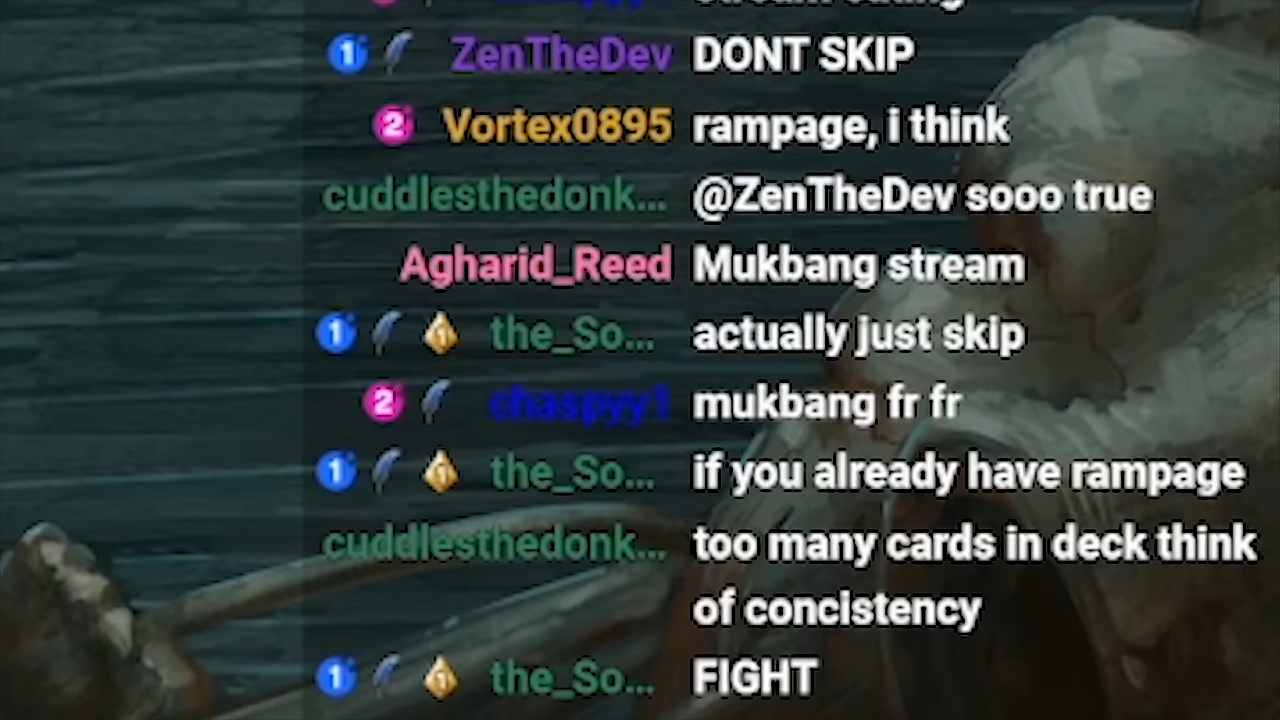 ZenTheDev DONT SKIP
Vortex0895 rampage, i think
cuddlesthedonk... @ZenTheDev sooo true
Agharid_Reed Mukbang stream
the_So... actually just skip
chaspyy1 mukbang fr fr
the_So... if you already have rampage
cuddlesthedonk... too many cards in deck think
of concistency
the_So... FIGHT